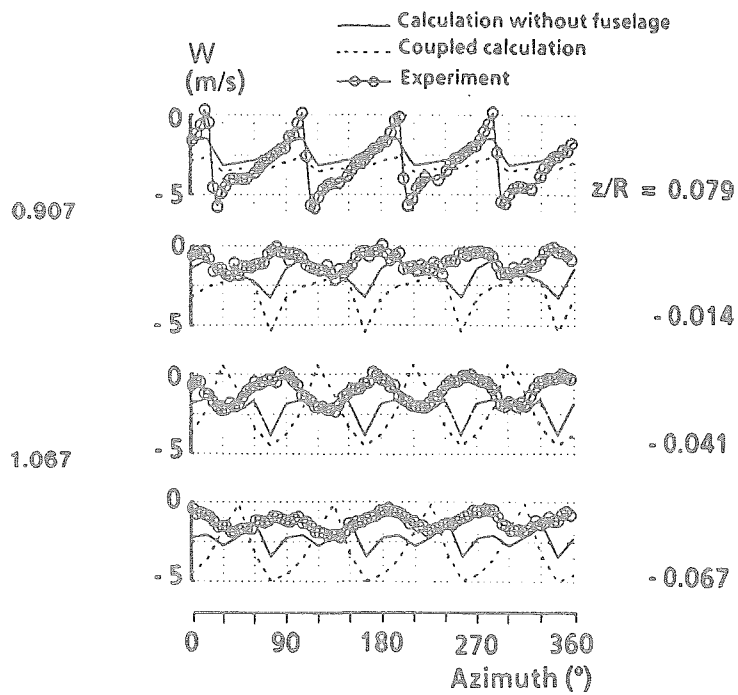 Calculation without fuselage
Coupled calculation
Experiment
W
(m/s)
0
- 5
z/R = 0.079
0.907
0
- 5
- 0.014
0
- 5
- 0.041
1.067
0
- 5
- 0.067
0 90 180 270 360
Azimuth (°)